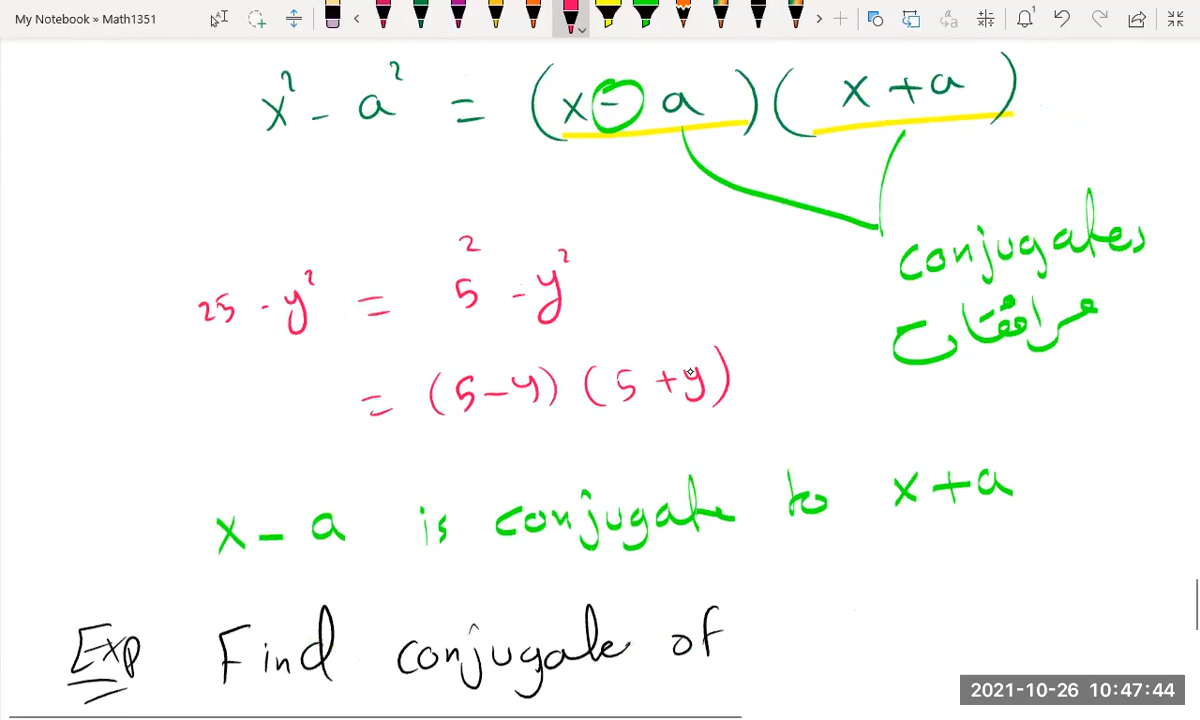 My Notebook » Math1351
x² - a² = (x - a)(x + a)
conjugates
مرافقات
25 - y² = 5² - y²
= (5 - y) (5 + y)
x - a is conjugate to x + a
Exp Find conjugate of
2021-10-26 10:47:44